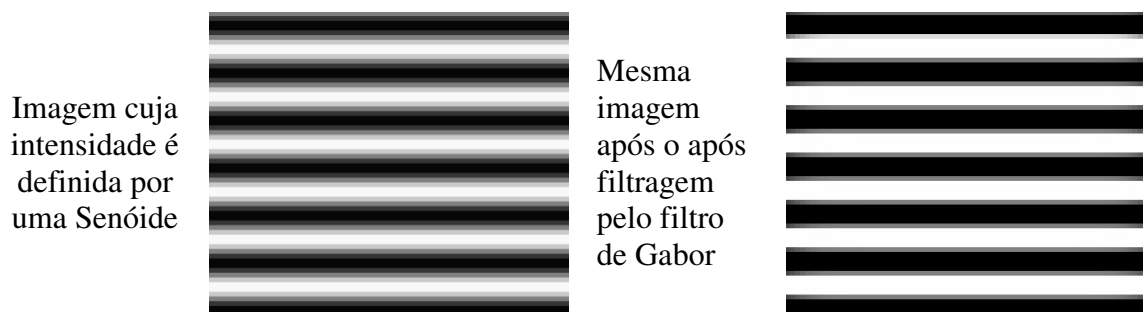 Imagem cuja
intensidade é
definida por
uma Senóide
Mesma
imagem
após o após
filtragem
pelo filtro
de Gabor